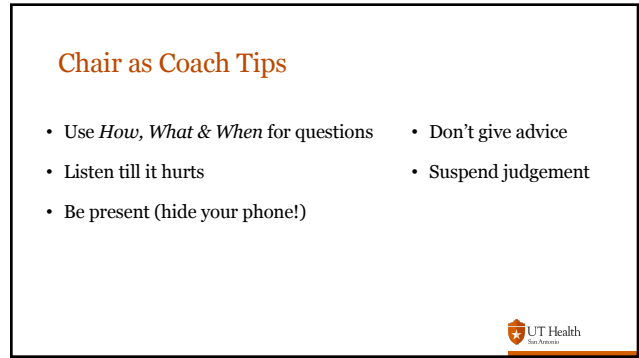 Chair as Coach Tips
• Use How, What & When for questions
• Listen till it hurts
• Be present (hide your phone!)
• Don't give advice
• Suspend judgement
UT Health
San Antonio